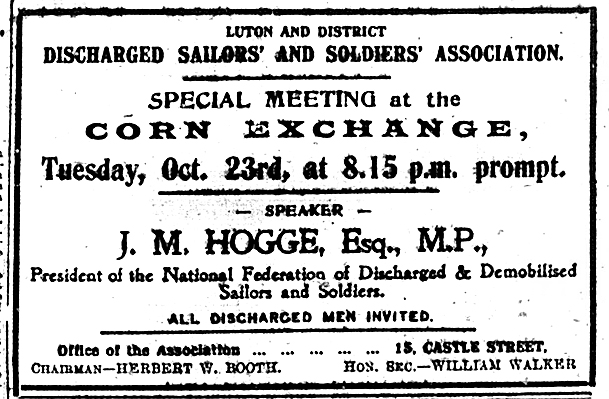 LUTON AND DISTRICT
DISCHARGED SAILORS' AND SOLDIERS' ASSOCIATION.
SPECIAL MEETING at the
CORN EXCHANGE,
Tuesday, Oct. 23rd, at 8.15 p.m. prompt.
— SPEAKER —
J. M. HOGGE, Esq., M.P.,
President of the National Federation of Discharged & Demobilised
Sailors and Soldiers.
ALL DISCHARGED MEN INVITED.
Office of the Association ... ... ... ... ... 15, CASTLE STREET.
CHAIRMAN—HERBERT W. BOOTH. HON. SEC.—WILLIAM WALKER